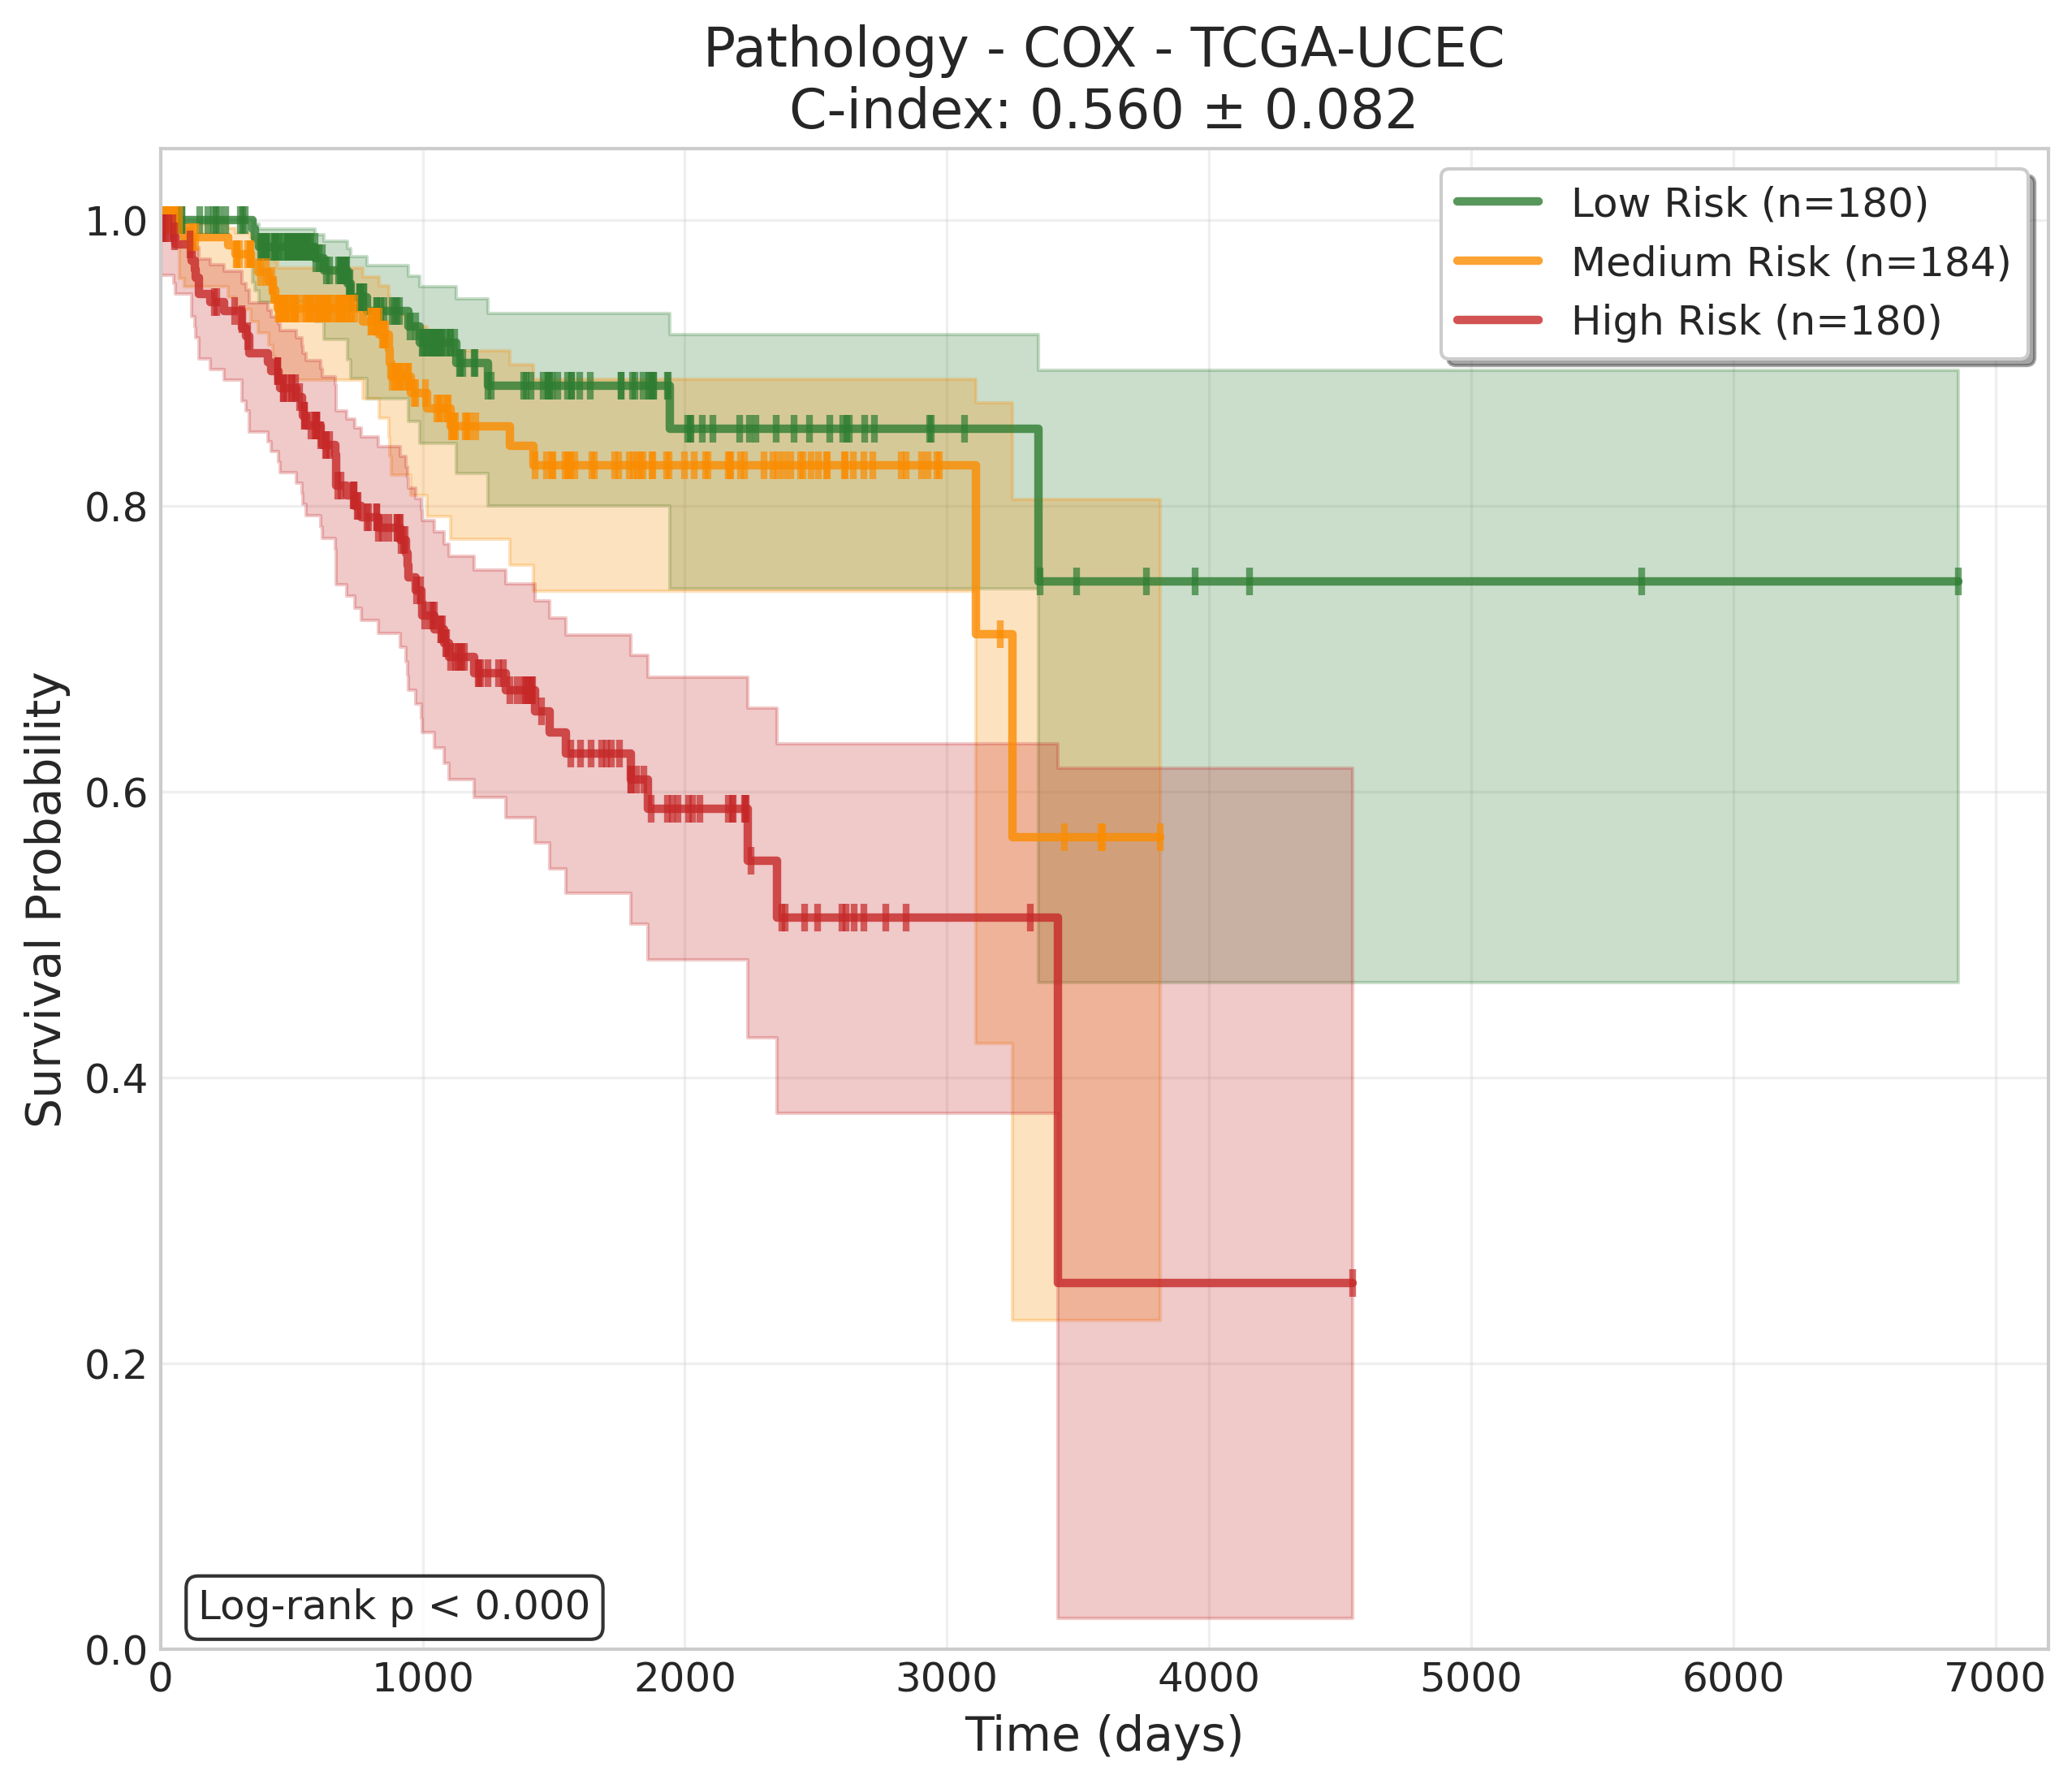 Pathology - COX - TCGA-UCEC
C-index: 0.560 ± 0.082
Low Risk (n=180)
Medium Risk (n=184)
High Risk (n=180)
Survival Probability
1.0
0.8
0.6
0.4
0.2
0.0
Log-rank p < 0.000
0 1000 2000 3000 4000 5000 6000 7000
Time (days)